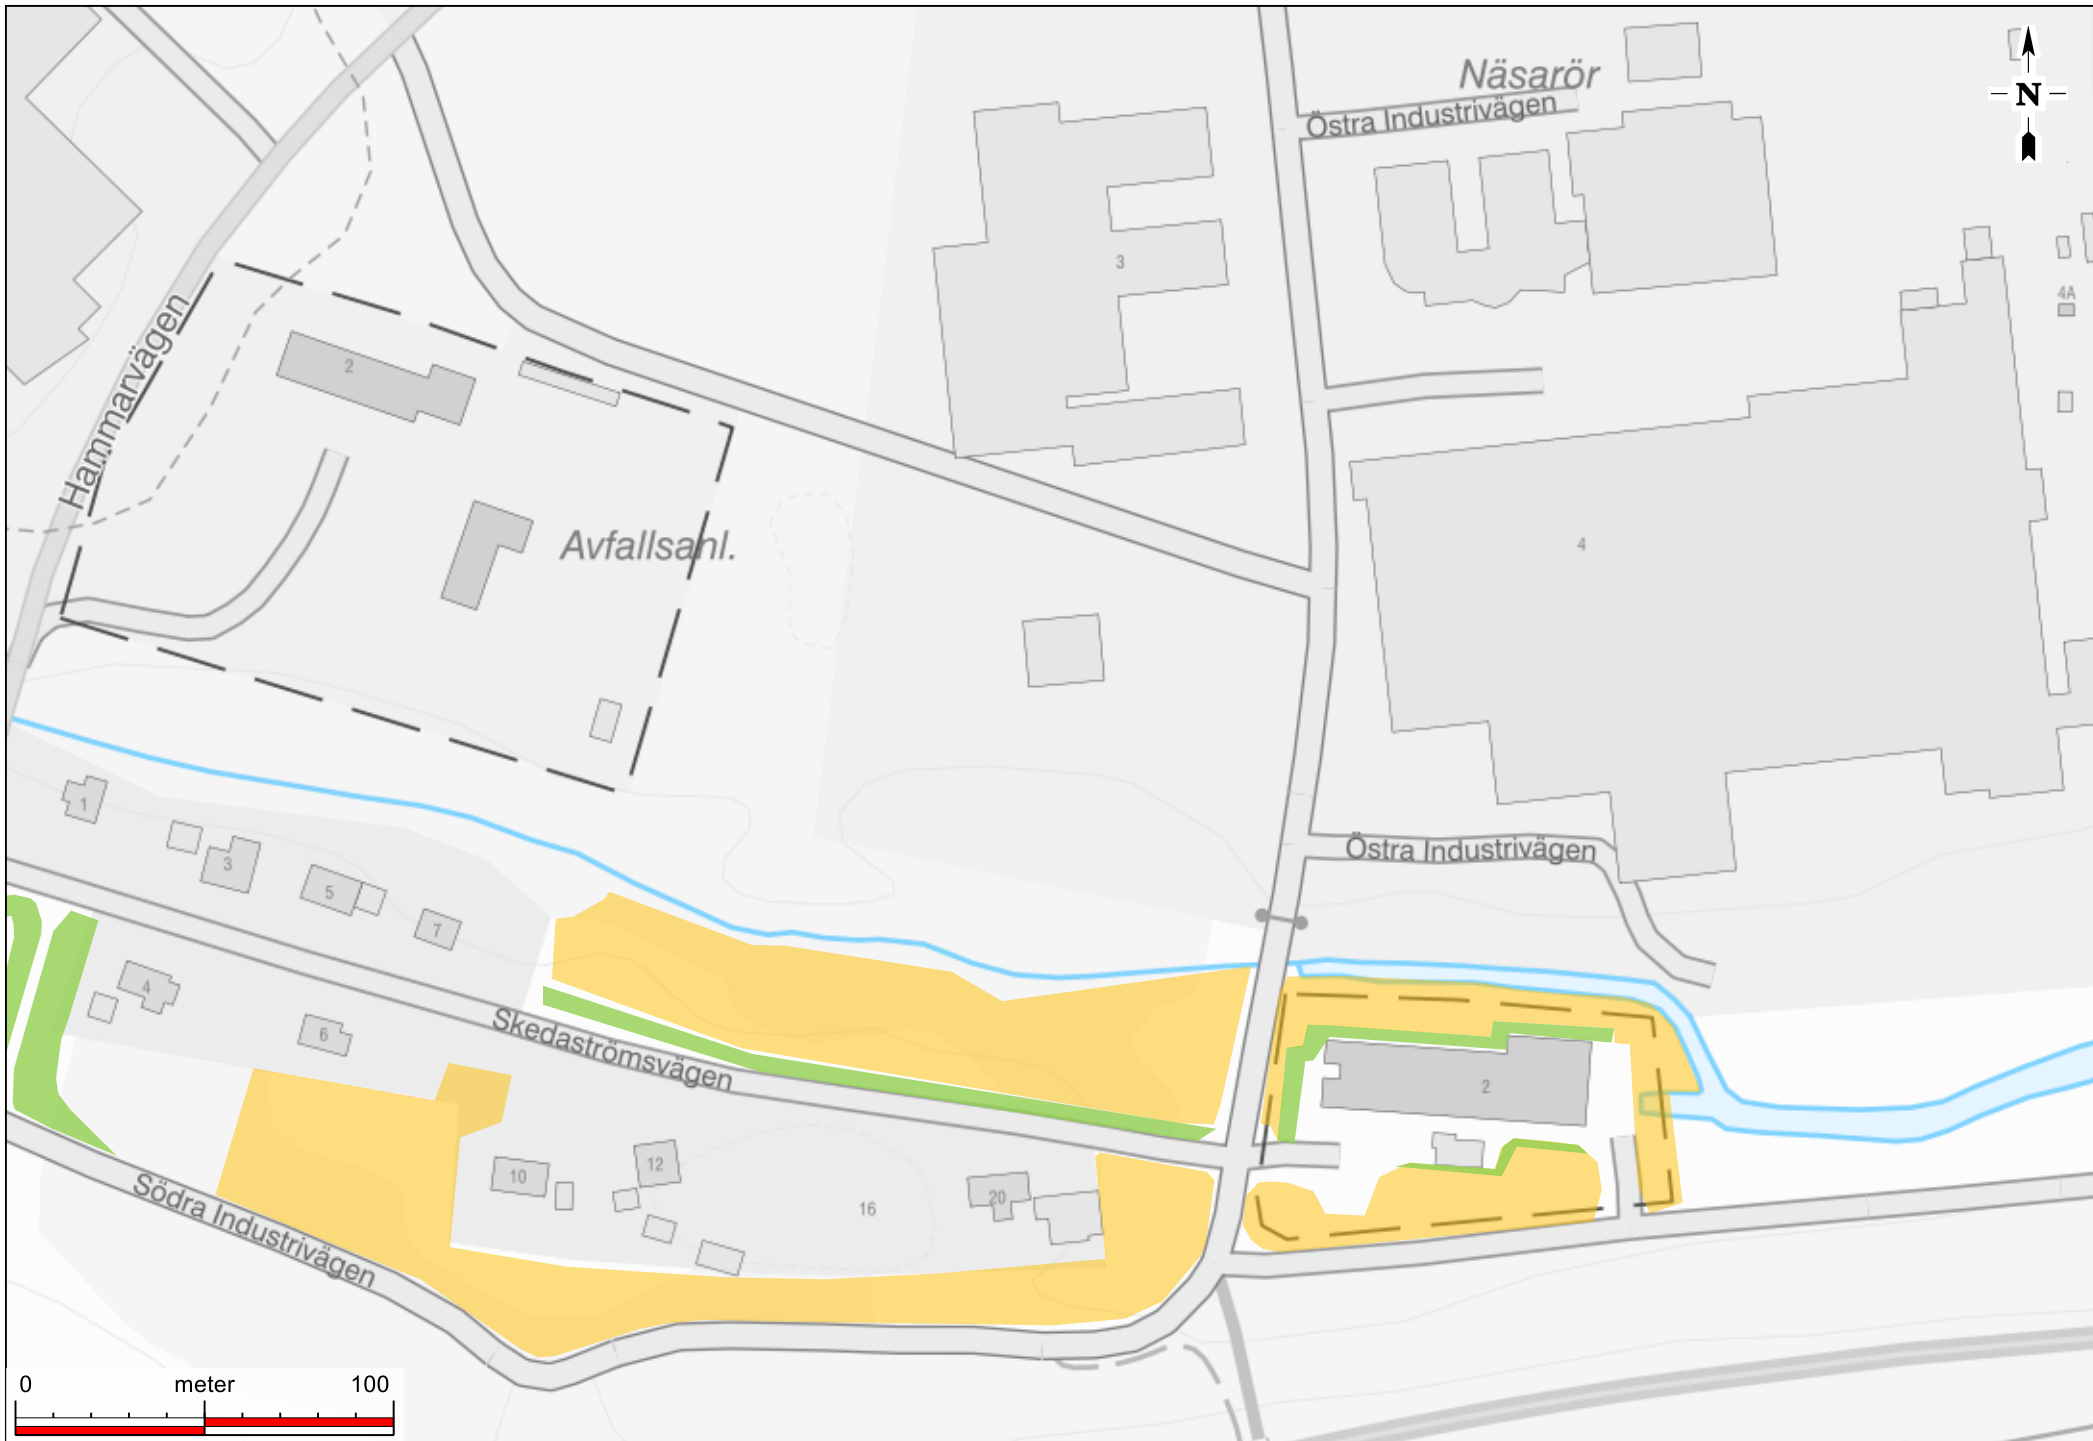 Näsarör
Östra Industrivägen
N
2
3
4A
Hammarvägen
Avfallsanl.
4
1
3
5
7
Östra Industrivägen
4
6
Skedaströmsvägen
2
10
12
16
20
Södra Industrivägen
0 meter 100